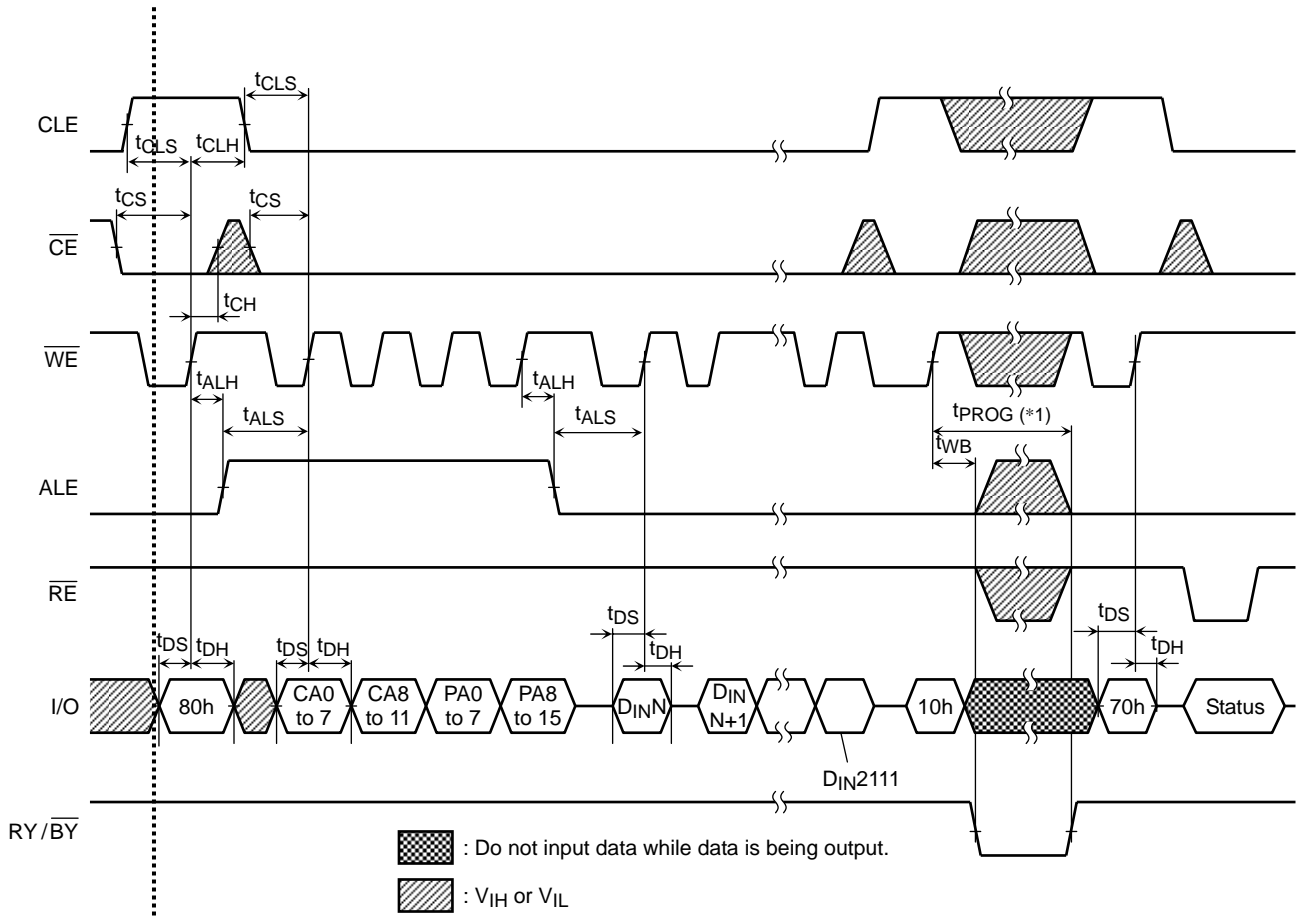 tCLS
CLE
tCLS tCLH
tCS tCS
CE
tCH
WE
tALH tALH
tALS tALS tPROG (*1)
tWB
ALE
RE
tDS tDH tDS tDH tDS tDH tDS tDH
I/O 80h CA0 to 7 CA8 to 11 PA0 to 7 PA8 to 15 DINN DIN N+1 10h 70h Status
DIN2111
RY/BY
: Do not input data while data is being output.
: VIH or VIL